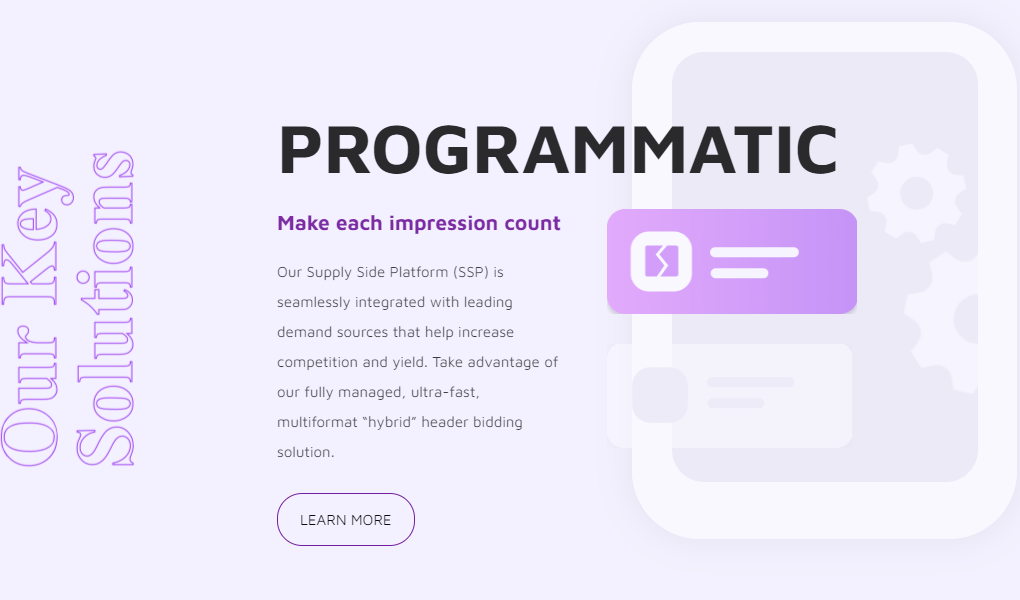 Our Key
Solutions
PROGRAMMATIC
Make each impression count
Our Supply Side Platform (SSP) is
seamlessly integrated with leading
demand sources that help increase
competition and yield. Take advantage of
our fully managed, ultra-fast,
multiformat “hybrid” header bidding
solution.
LEARN MORE